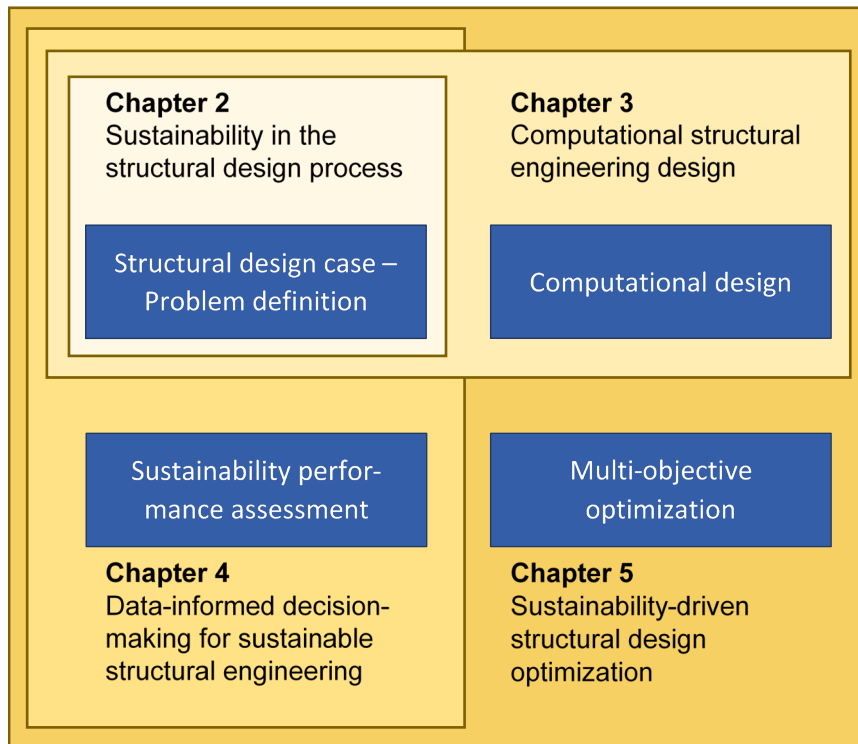 Chapter 2
Sustainability in the
structural design process
Structural design case –
Problem definition
Chapter 3
Computational structural
engineering design
Computational design
Sustainability perfor-
mance assessment
Chapter 4
Data-informed decision-
making for sustainable
structural engineering
Multi-objective
optimization
Chapter 5
Sustainability-driven
structural design
optimization